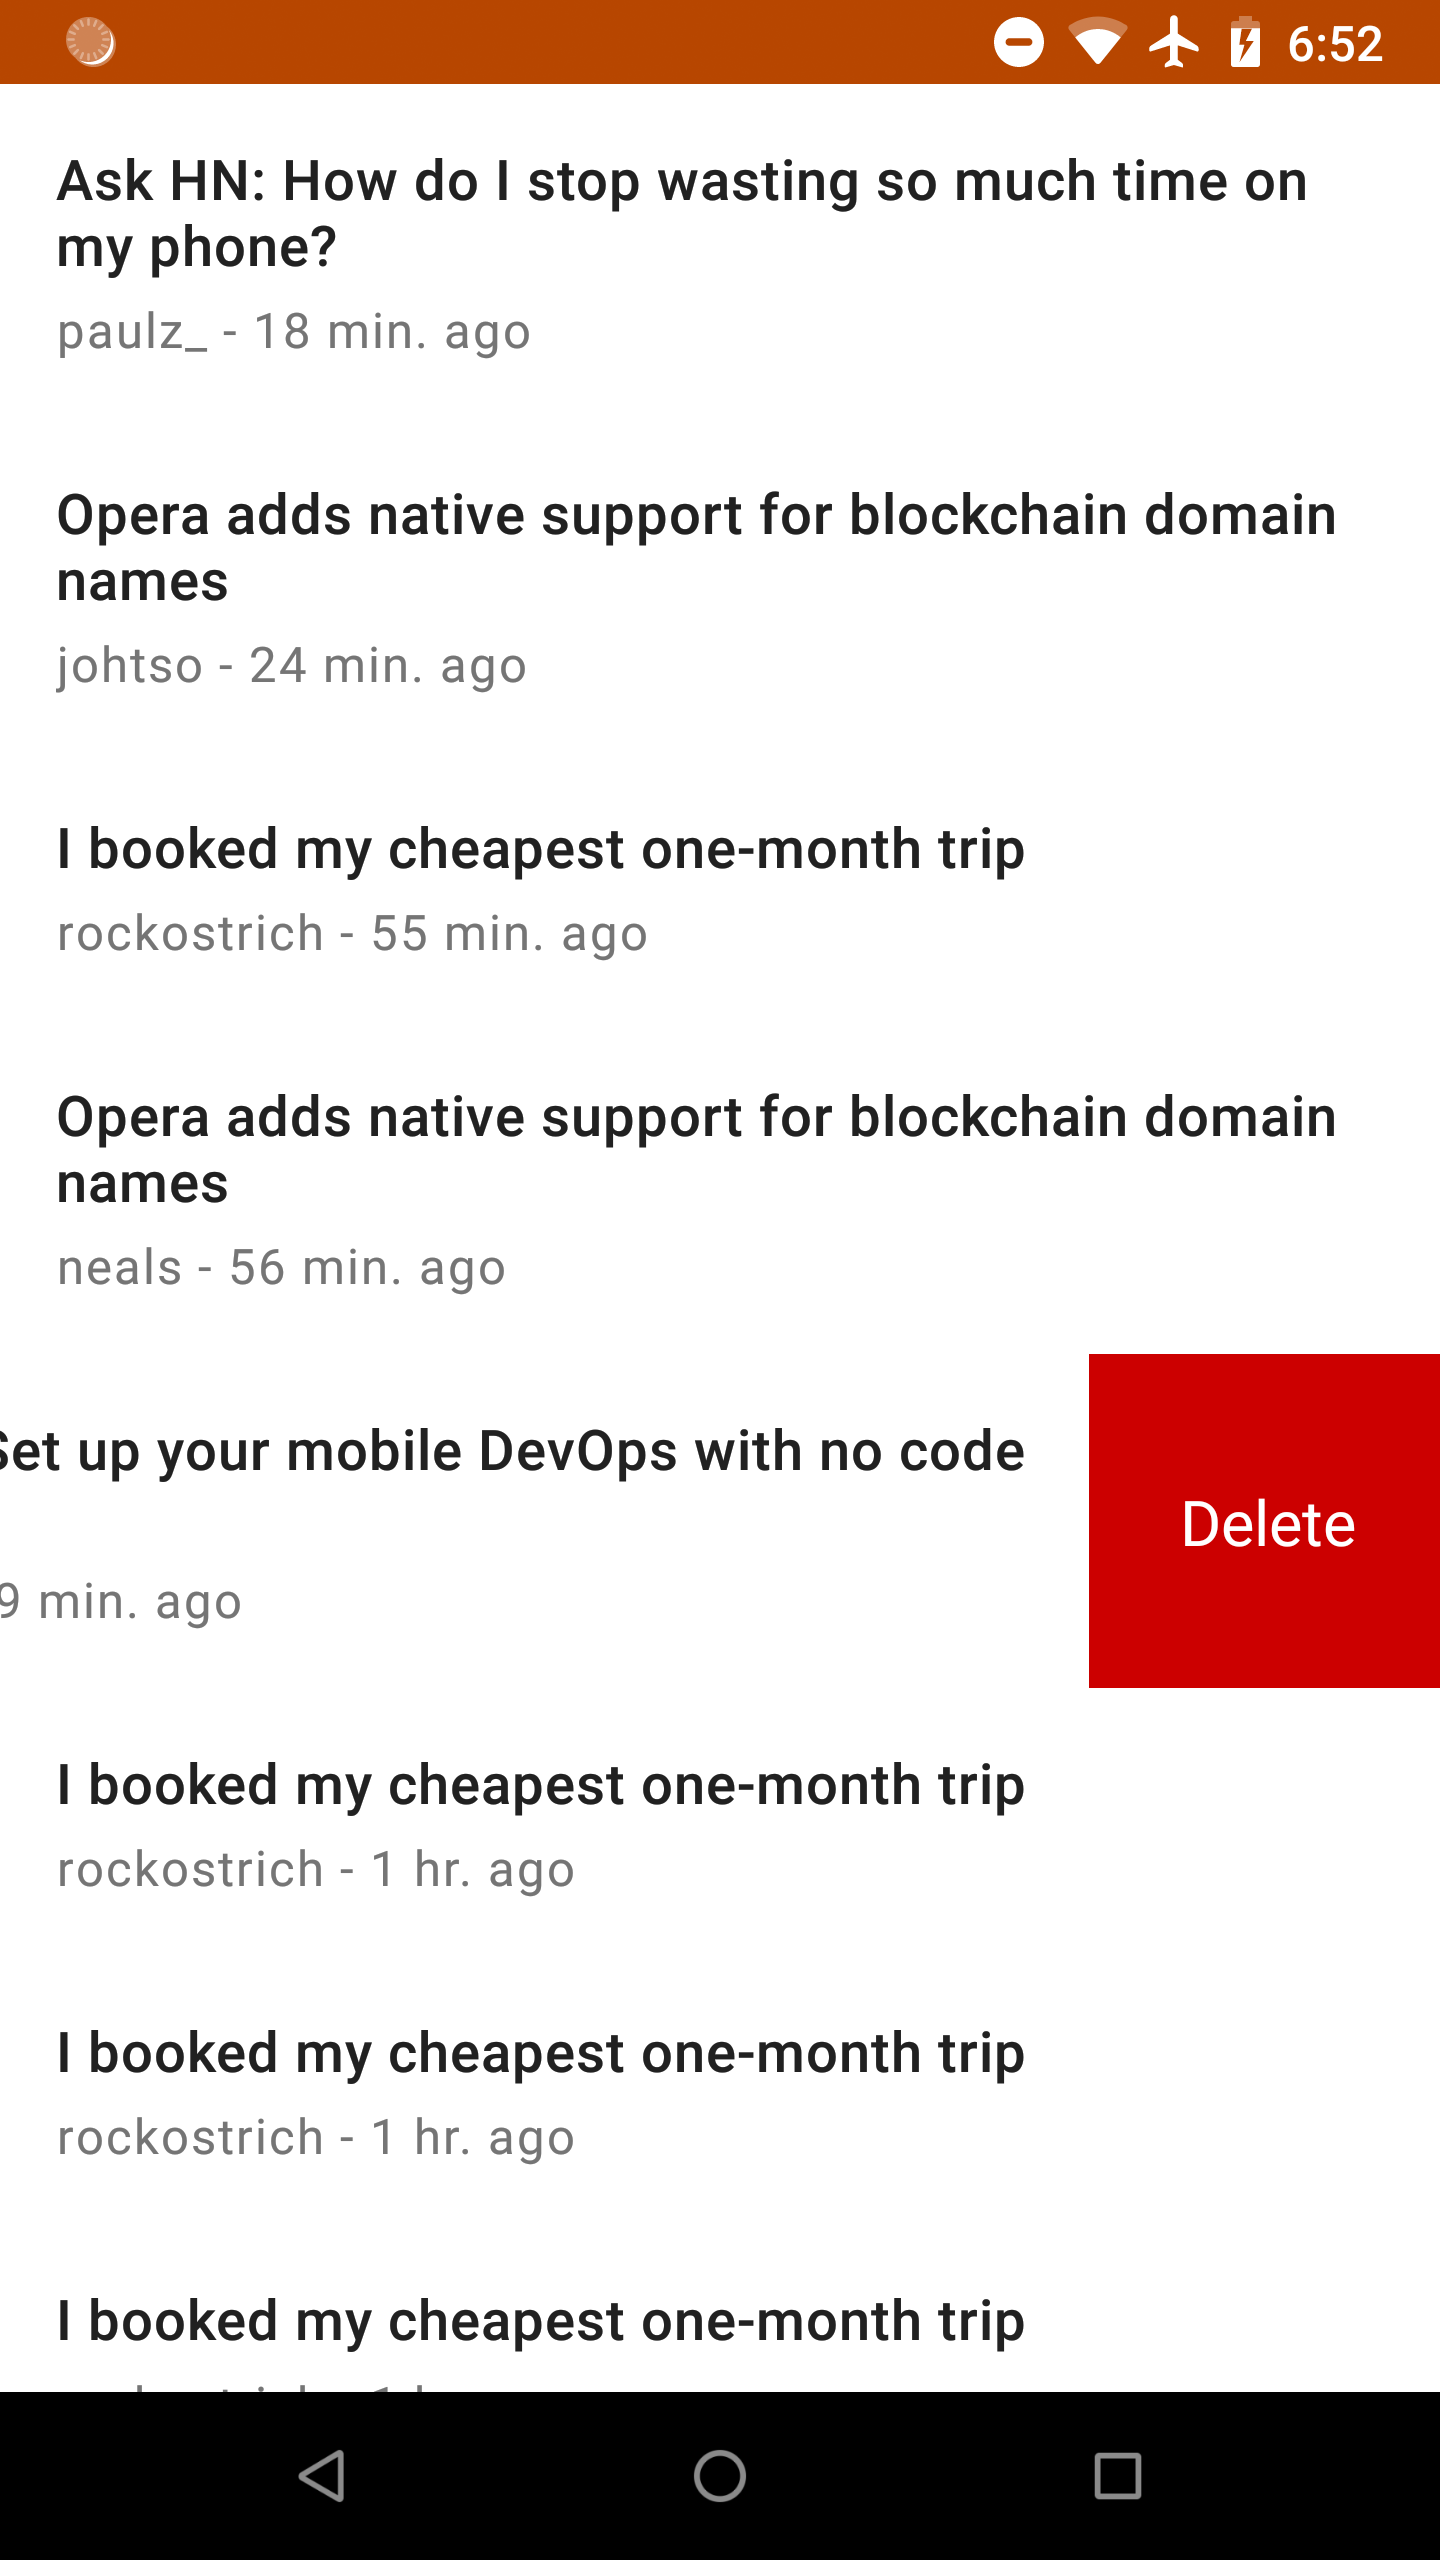 6:52
Ask HN: How do I stop wasting so much time on
my phone?
paulz_ - 18 min. ago
Opera adds native support for blockchain domain
names
johtso - 24 min. ago
I booked my cheapest one-month trip
rockostrich - 55 min. ago
Opera adds native support for blockchain domain
names
neals - 56 min. ago
Set up your mobile DevOps with no code
Delete
9 min. ago
I booked my cheapest one-month trip
rockostrich - 1 hr. ago
I booked my cheapest one-month trip
rockostrich - 1 hr. ago
I booked my cheapest one-month trip